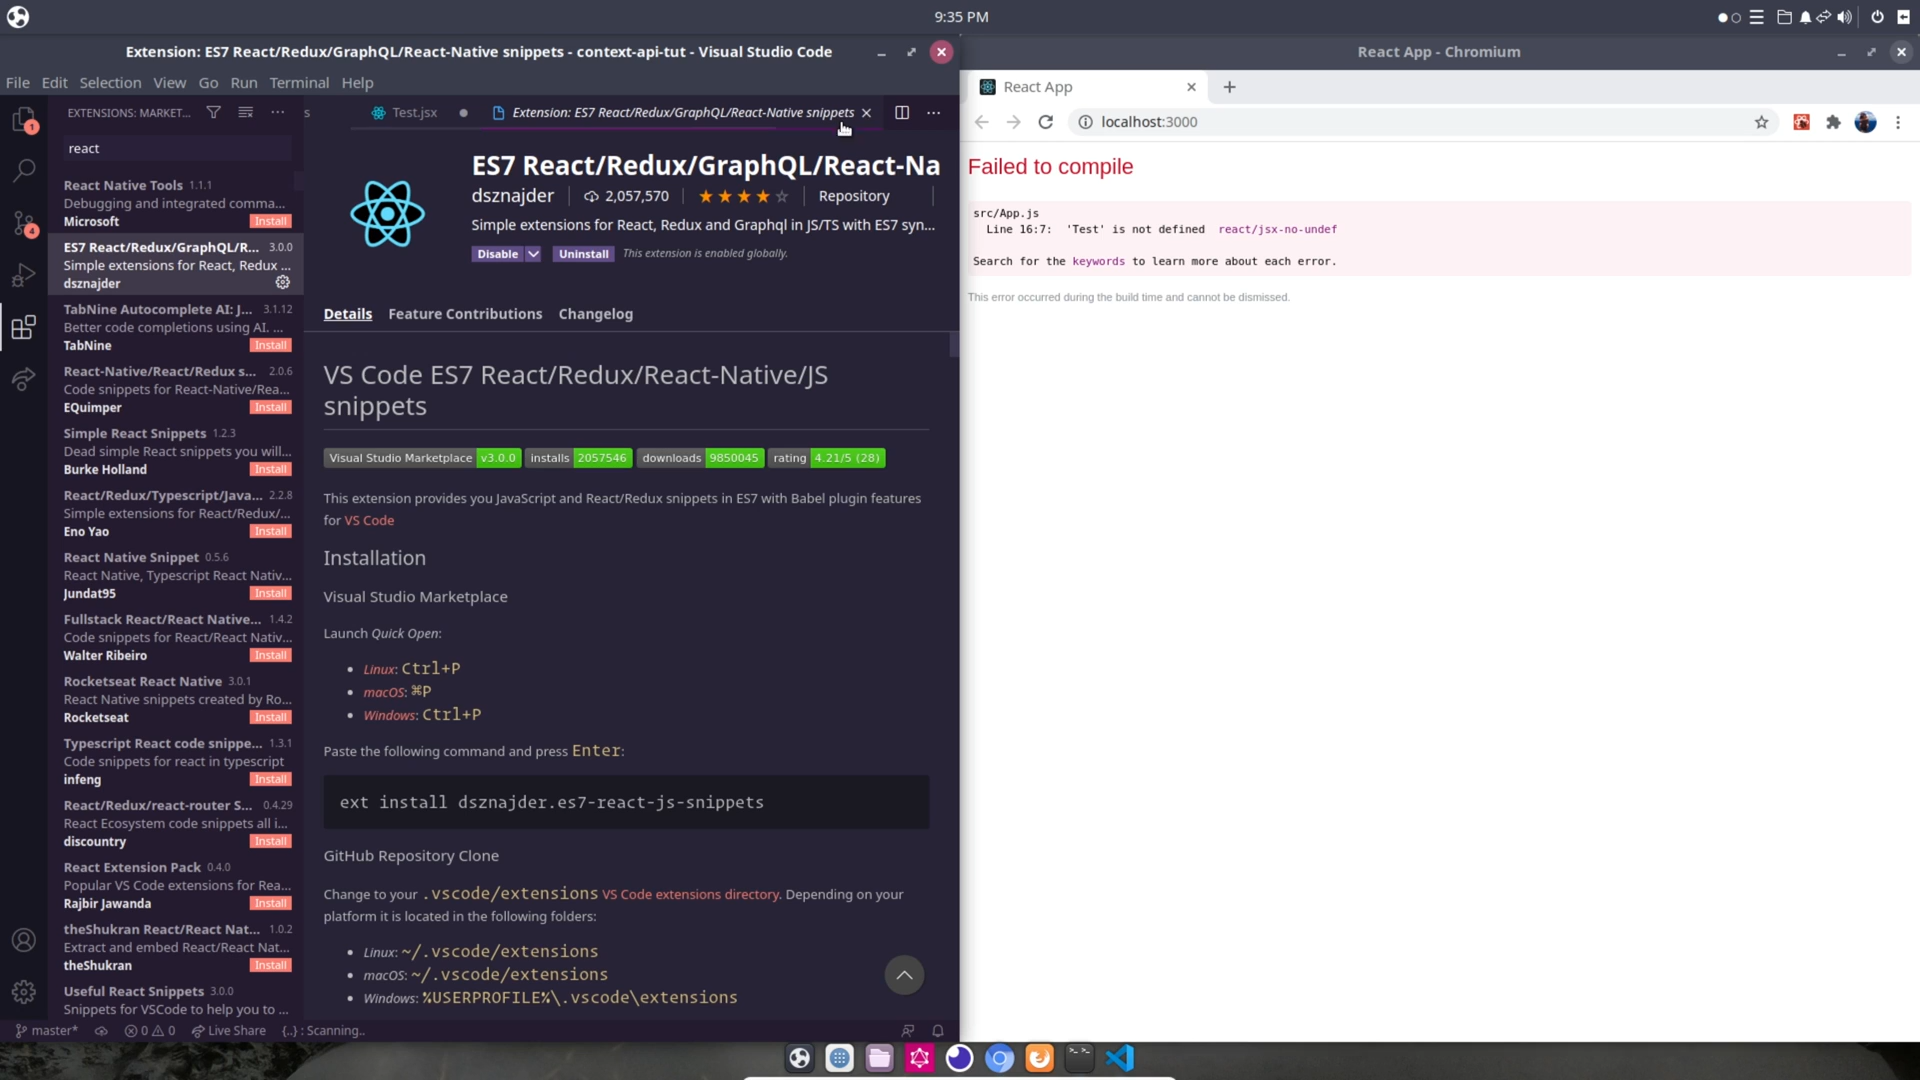 9:35 PM
Extension: ES7 React/Redux/GraphQL/React-Native snippets - context-api-tut - Visual Studio Code
File Edit Selection View Go Run Terminal Help
EXTENSIONS: MARKET...
react
1
4
React Native Tools 1.1.1
Debugging and integrated comma...
Microsoft Install
ES7 React/Redux/GraphQL/R... 3.0.0
Simple extensions for React, Redux ...
dsznajder
TabNine Autocomplete AI: J... 3.1.12
Better code completions using AI. ...
TabNine Install
React-Native/React/Redux s... 2.0.6
Code snippets for React-Native/Rea...
EQuimper Install
Simple React Snippets 1.2.3
Dead simple React snippets you will...
Burke Holland Install
React/Redux/Typescript/Java... 2.2.8
Simple extensions for React/Redux/...
Eno Yao Install
React Native Snippet 0.5.6
React Native, Typescript React Nativ...
Jundat95 Install
Fullstack React/React Native... 1.4.2
Code snippets for React/React Nativ...
Walter Ribeiro Install
Rocketseat React Native 3.0.1
React Native snippets created by Ro...
Rocketseat Install
Typescript React code snippe... 1.3.1
Code snippets for react in typescript
infeng Install
React/Redux/react-router S... 0.4.29
React Ecosystem code snippets all i...
discountry Install
React Extension Pack 0.4.0
Popular VS Code extensions for Rea...
Rajbir Jawanda Install
theShukran React/React Nat... 1.0.2
Extract and embed React/React Nat...
theShukran Install
Useful React Snippets 3.0.0
Snippets for VSCode to help you to ...
s Test.jsx Extension: ES7 React/Redux/GraphQL/React-Native snippets
ES7 React/Redux/GraphQL/React-Na
dsznajder 2,057,570 Repository
Simple extensions for React, Redux and Graphql in JS/TS with ES7 syn...
Disable Uninstall This extension is enabled globally.
Details Feature Contributions Changelog
VS Code ES7 React/Redux/React-Native/JS
snippets
Visual Studio Marketplace v3.0.0 installs 2057546 downloads 9850045 rating 4.21/5 (28)
This extension provides you JavaScript and React/Redux snippets in ES7 with Babel plugin features
for VS Code
Installation
Visual Studio Marketplace
Launch Quick Open:
• Linux: Ctrl+P
• macOS: ⌘P
• Windows: Ctrl+P
Paste the following command and press Enter:
ext install dsznajder.es7-react-js-snippets
GitHub Repository Clone
Change to your .vscode/extensions VS Code extensions directory. Depending on your
platform it is located in the following folders:
• Linux: ~/.vscode/extensions
• macOS: ~/.vscode/extensions
• Windows: %USERPROFILE%\.vscode\extensions
master* 0 0 Live Share {..} : Scanning..
React App - Chromium
React App
localhost:3000
Failed to compile
src/App.js
Line 16:7: 'Test' is not defined react/jsx-no-undef
Search for the keywords to learn more about each error.
This error occurred during the build time and cannot be dismissed.